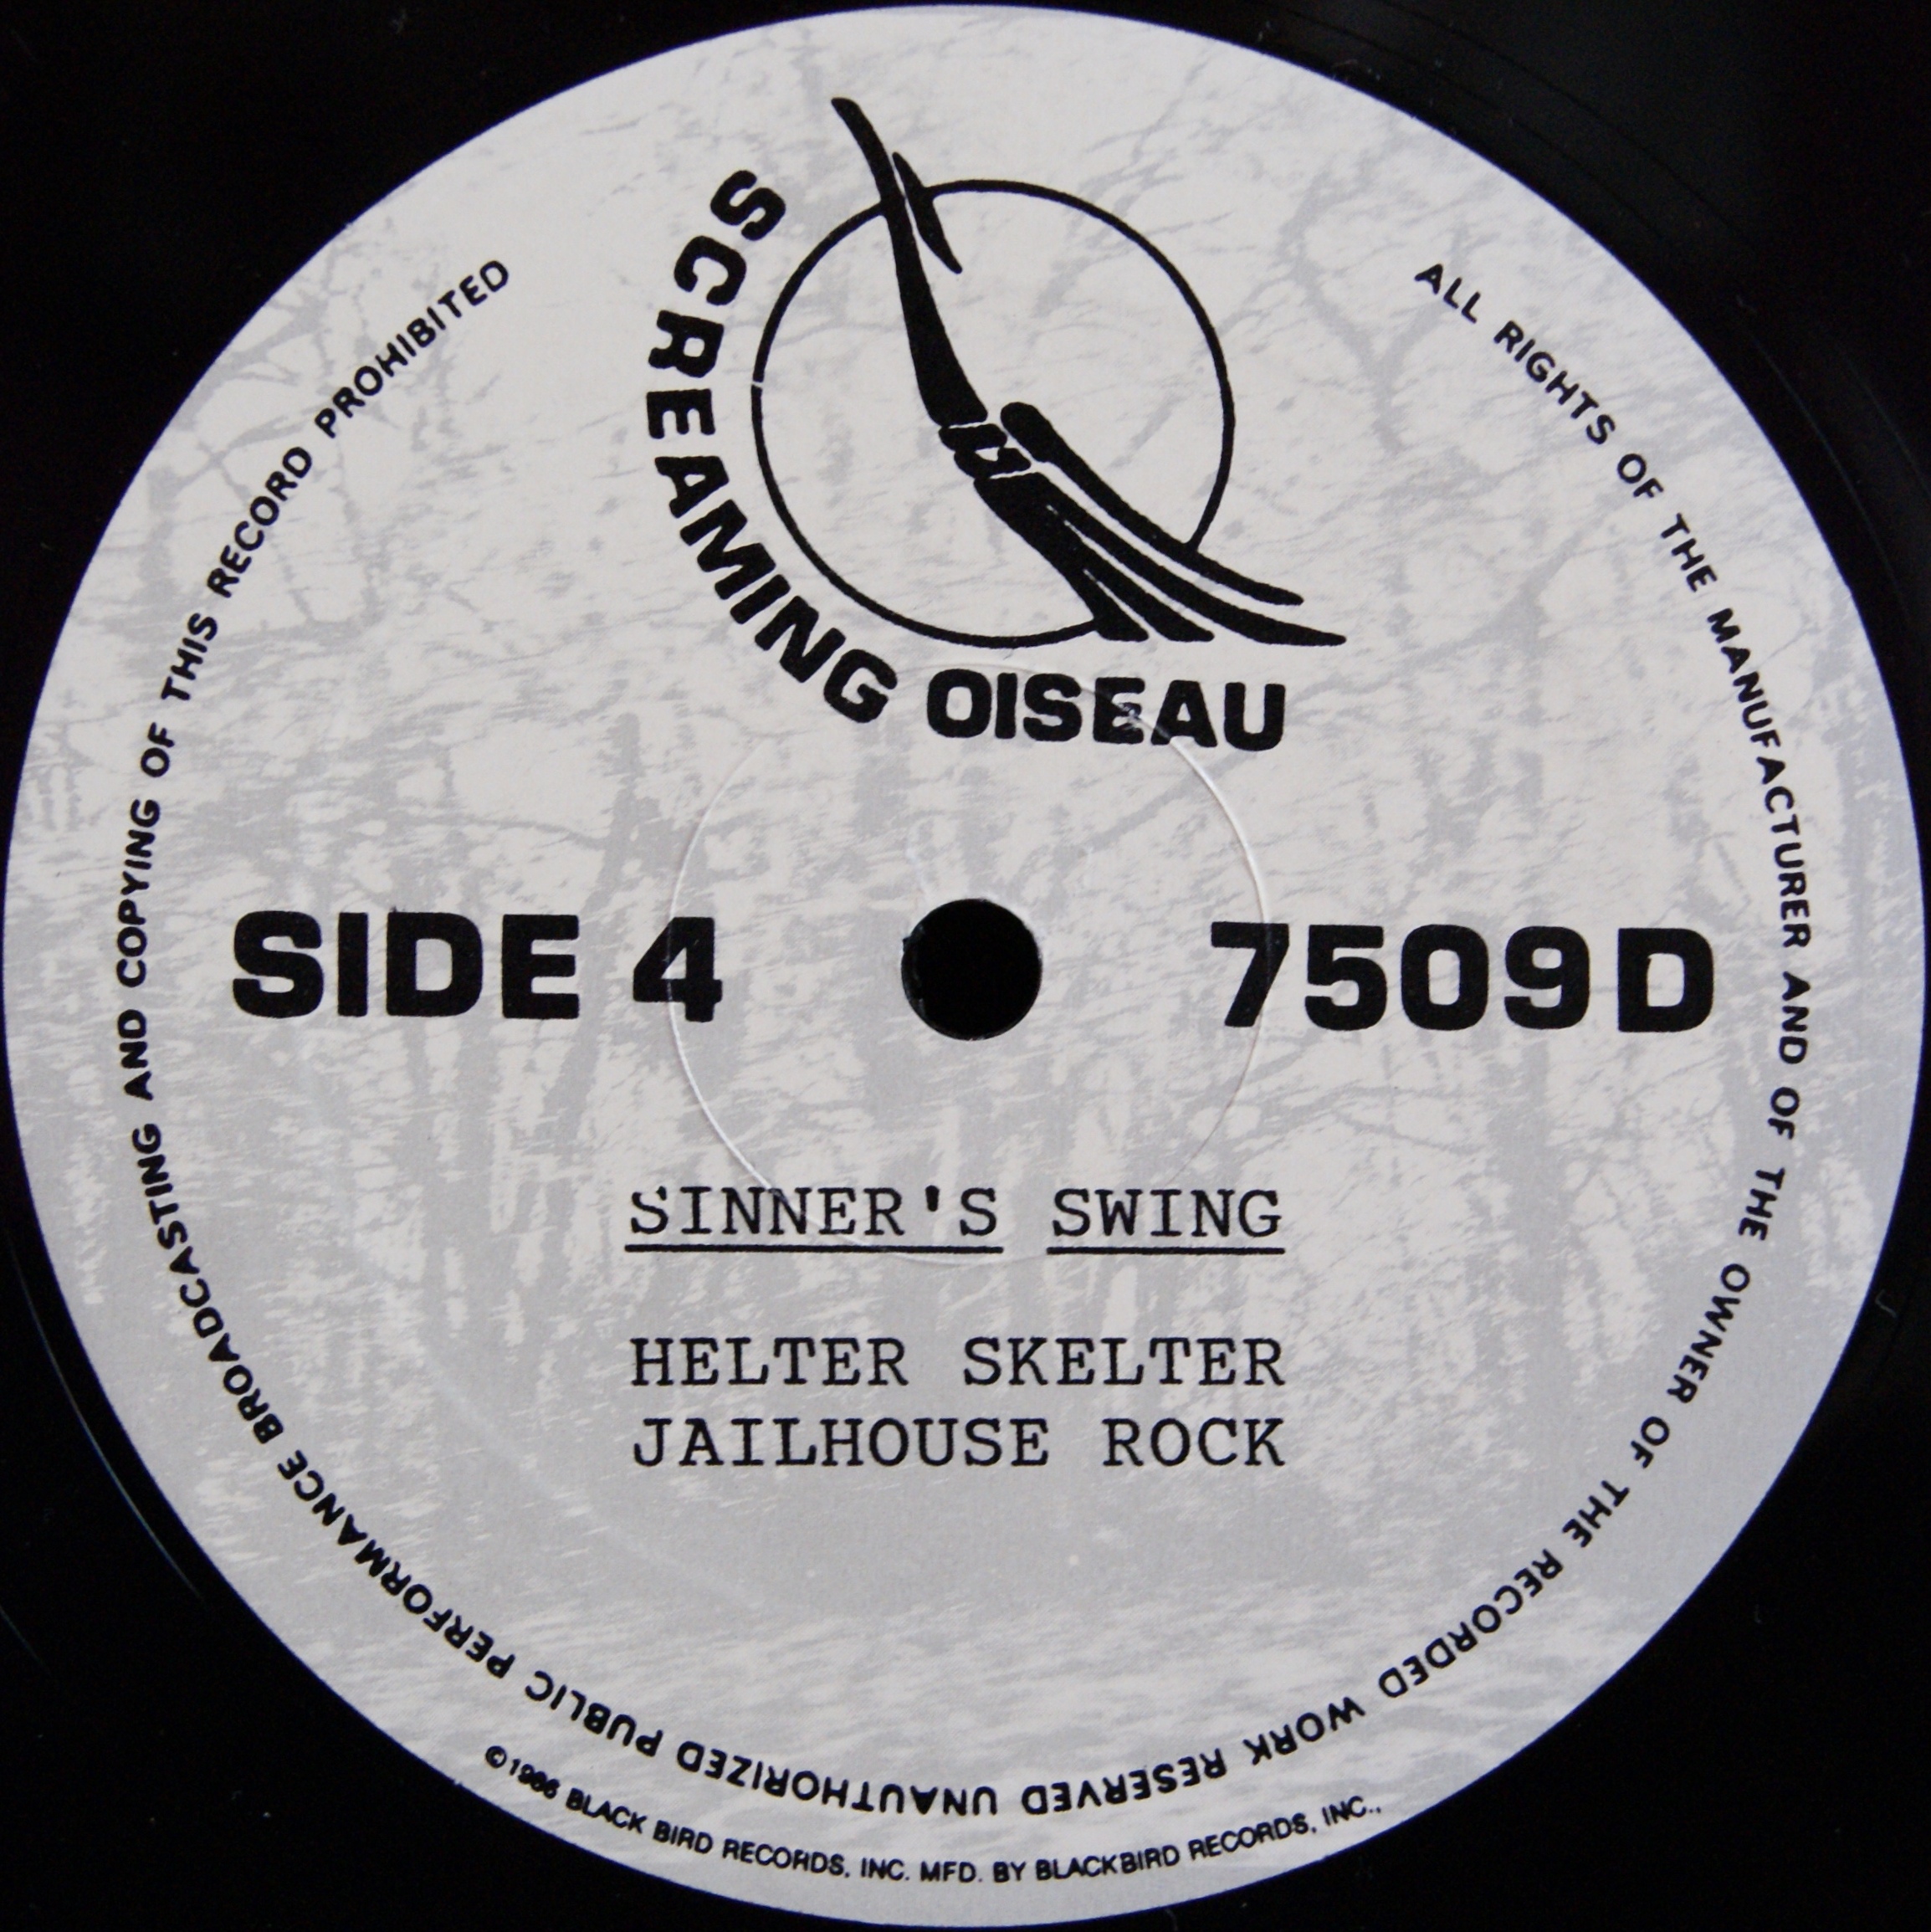 SCREAMING OISEAU
SIDE 4
7509 D
SINNER'S SWING
HELTER SKELTER
JAILHOUSE ROCK
ALL RIGHTS OF THE MANUFACTURER AND OF THE OWNER OF THE RECORDED WORK RESERVED UNAUTHORIZED PUBLIC PERFORMANCE BROADCASTING AND COPYING OF THIS RECORD PROHIBITED
©1986 BLACK BIRD RECORDS, INC. MFD. BY BLACKBIRD RECORDS, INC.,